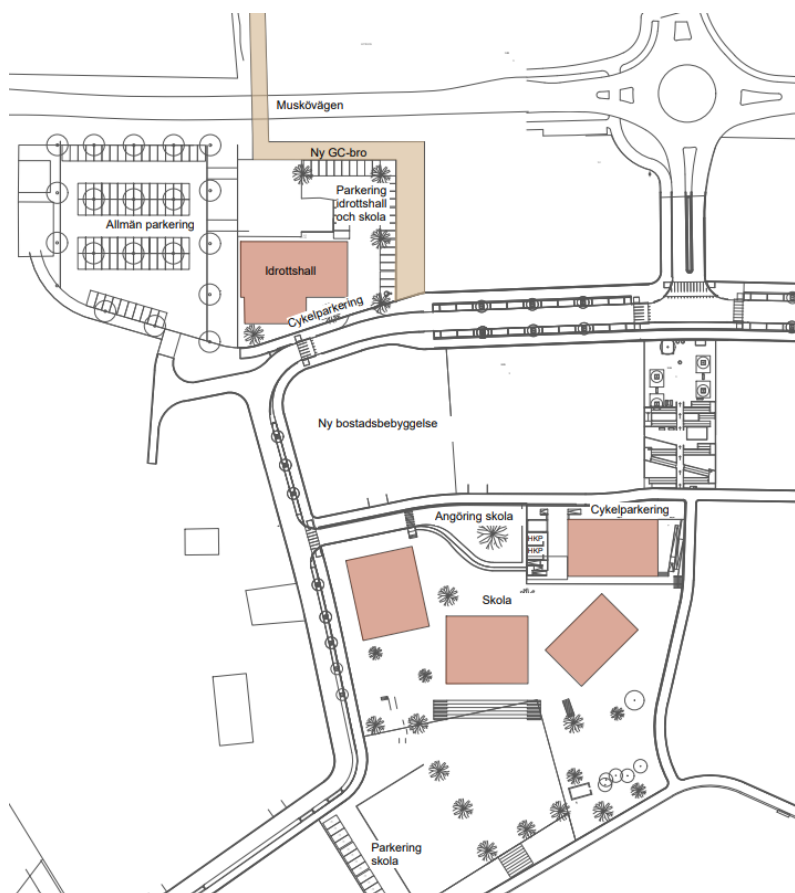 Muskövägen
Ny GC-bro
Parkering
idrottshall
och skola
Allmän parkering
Idrottshall
Cykelparkering
Ny bostadsbebyggelse
Angöring skola
Cykelparkering
HKP
HKP
Skola
Parkering
skola